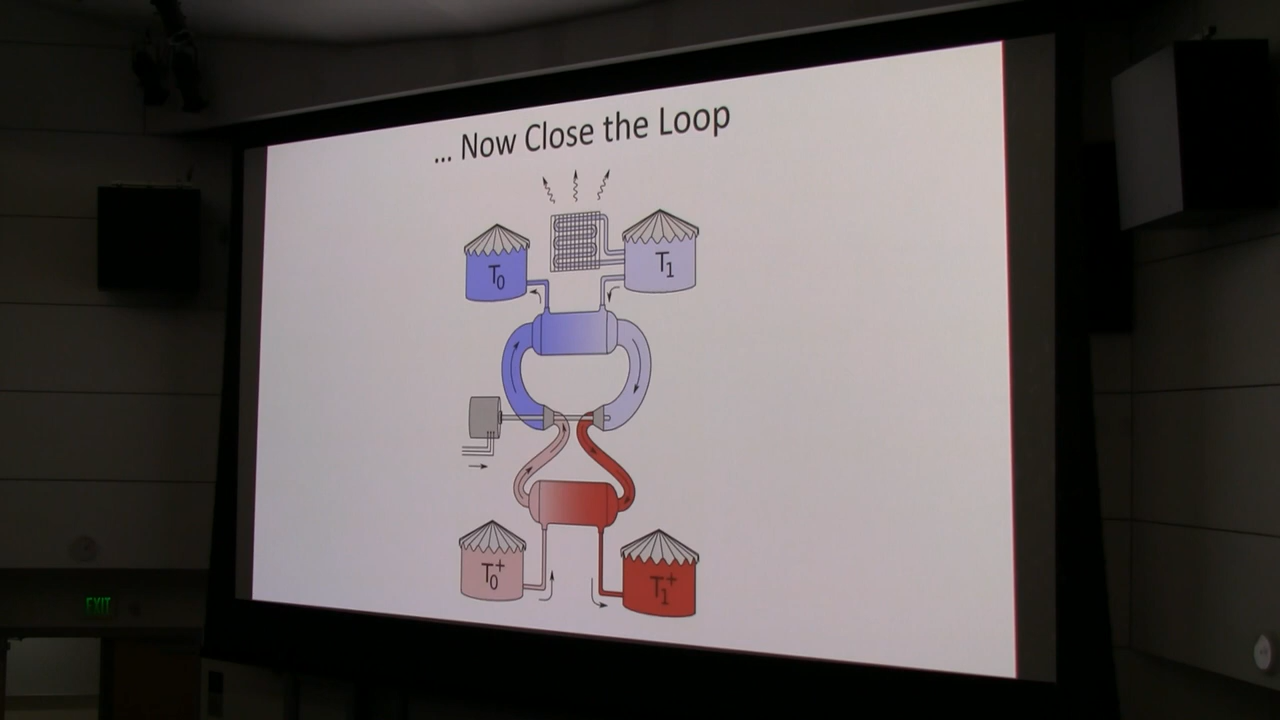 ... Now Close the Loop
T0
T1
T0+
T1+
EXIT